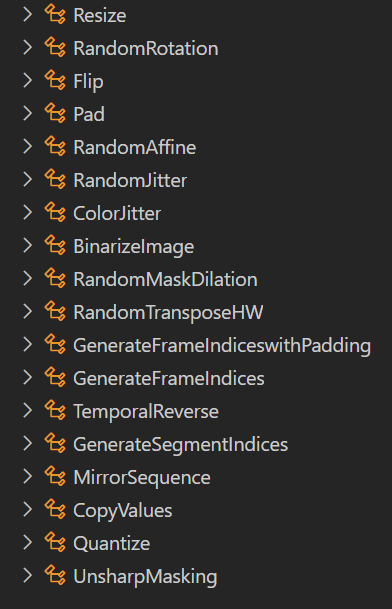 Resize
RandomRotation
Flip
Pad
RandomAffine
RandomJitter
ColorJitter
BinarizeImage
RandomMaskDilation
RandomTransposeHW
GenerateFrameIndiceswithPadding
GenerateFrameIndices
TemporalReverse
GenerateSegmentIndices
MirrorSequence
CopyValues
Quantize
UnsharpMasking